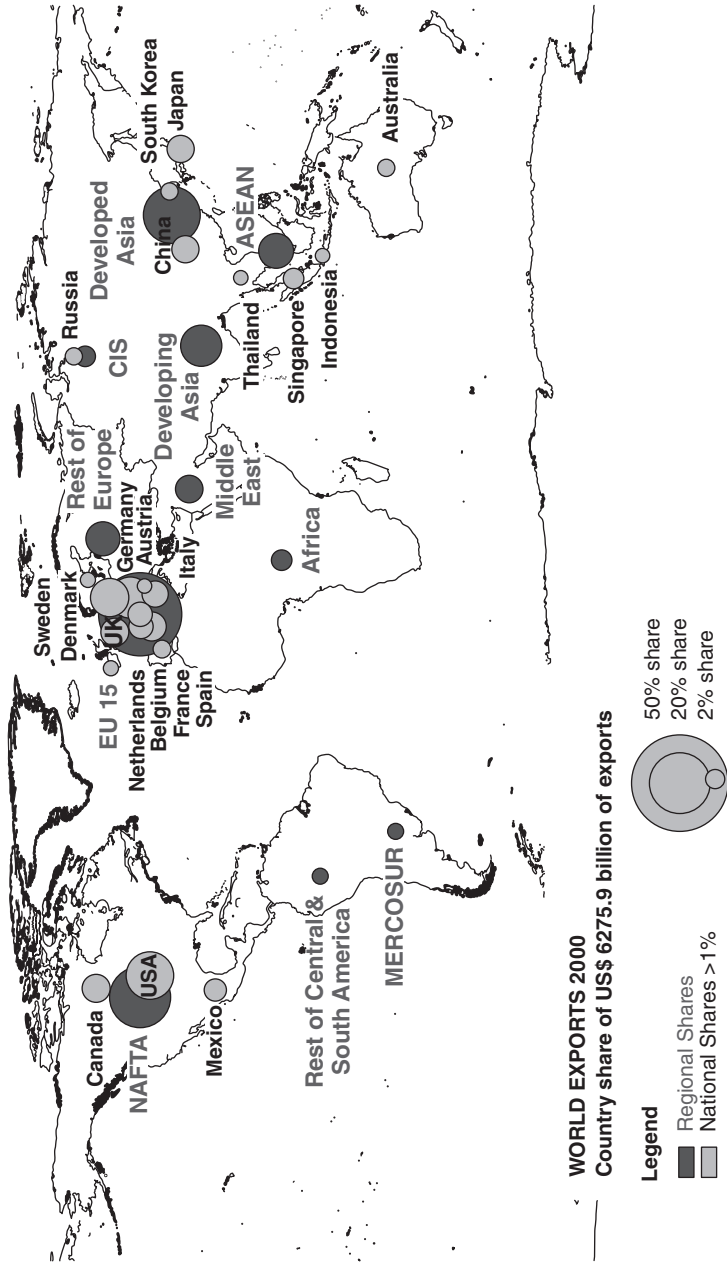 Canada
NAFTA
USA
Mexico
Rest of Central &
South America
MERCOSUR
Sweden
Denmark
EU 15
UK
Netherlands
Belgium
France
Spain
Rest of
Europe
Germany
Austria
Italy
Africa
Middle
East
Russia
CIS
Developing
Asia
Developed
Asia
China
South Korea
Japan
ASEAN
Thailand
Singapore
Indonesia
Australia
WORLD EXPORTS 2000
Country share of US$ 6275.9 billion of exports
Legend
Regional Shares
National Shares >1%
50% share
20% share
2% share